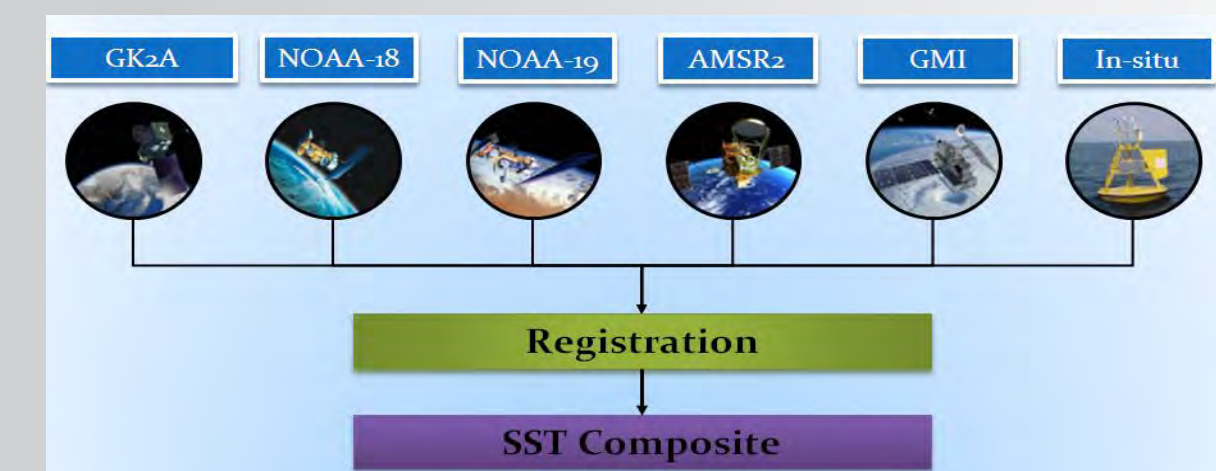 GK2A
NOAA-18
NOAA-19
AMSR2
GMI
In-situ
Registration
SST Composite